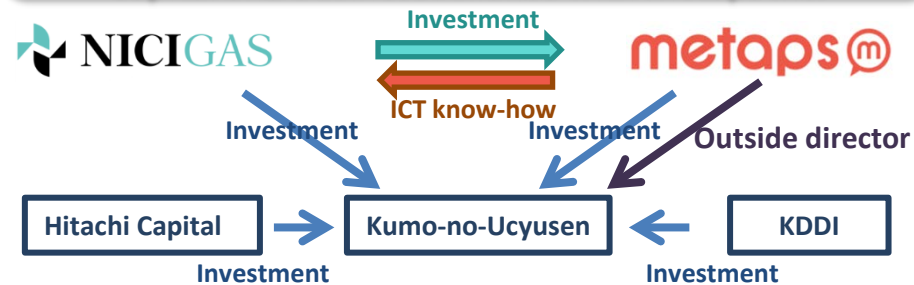 Investment
NICIGAS
metaps m
ICT know-how
Investment
Investment
Outside director
Hitachi Capital
Kumo-no-Ucyusen
KDDI
Investment
Investment